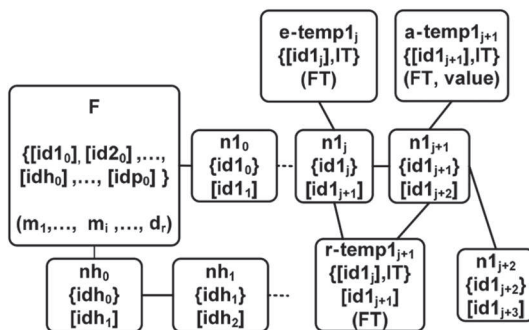 e-temp1j
{[id1j],IT}
(FT)
a-temp1j+1
{[id1j+1],IT}
(FT, value)
F
{[id10], [id20] ,...,
[idh0] ,..., [idp0] }
(m1,..., mi ,..., dr)
n10
{id10}
[id11]
n1j
{id1j}
[id1j+1]
n1j+1
{id1j+1}
[id1j+2]
nh0
{idh0}
[idh1]
nh1
{idh1}
[idh2]
r-temp1j+1
{[id1j],IT}
[id1j+1]
(FT)
n1j+2
{id1j+2}
[id1j+3]